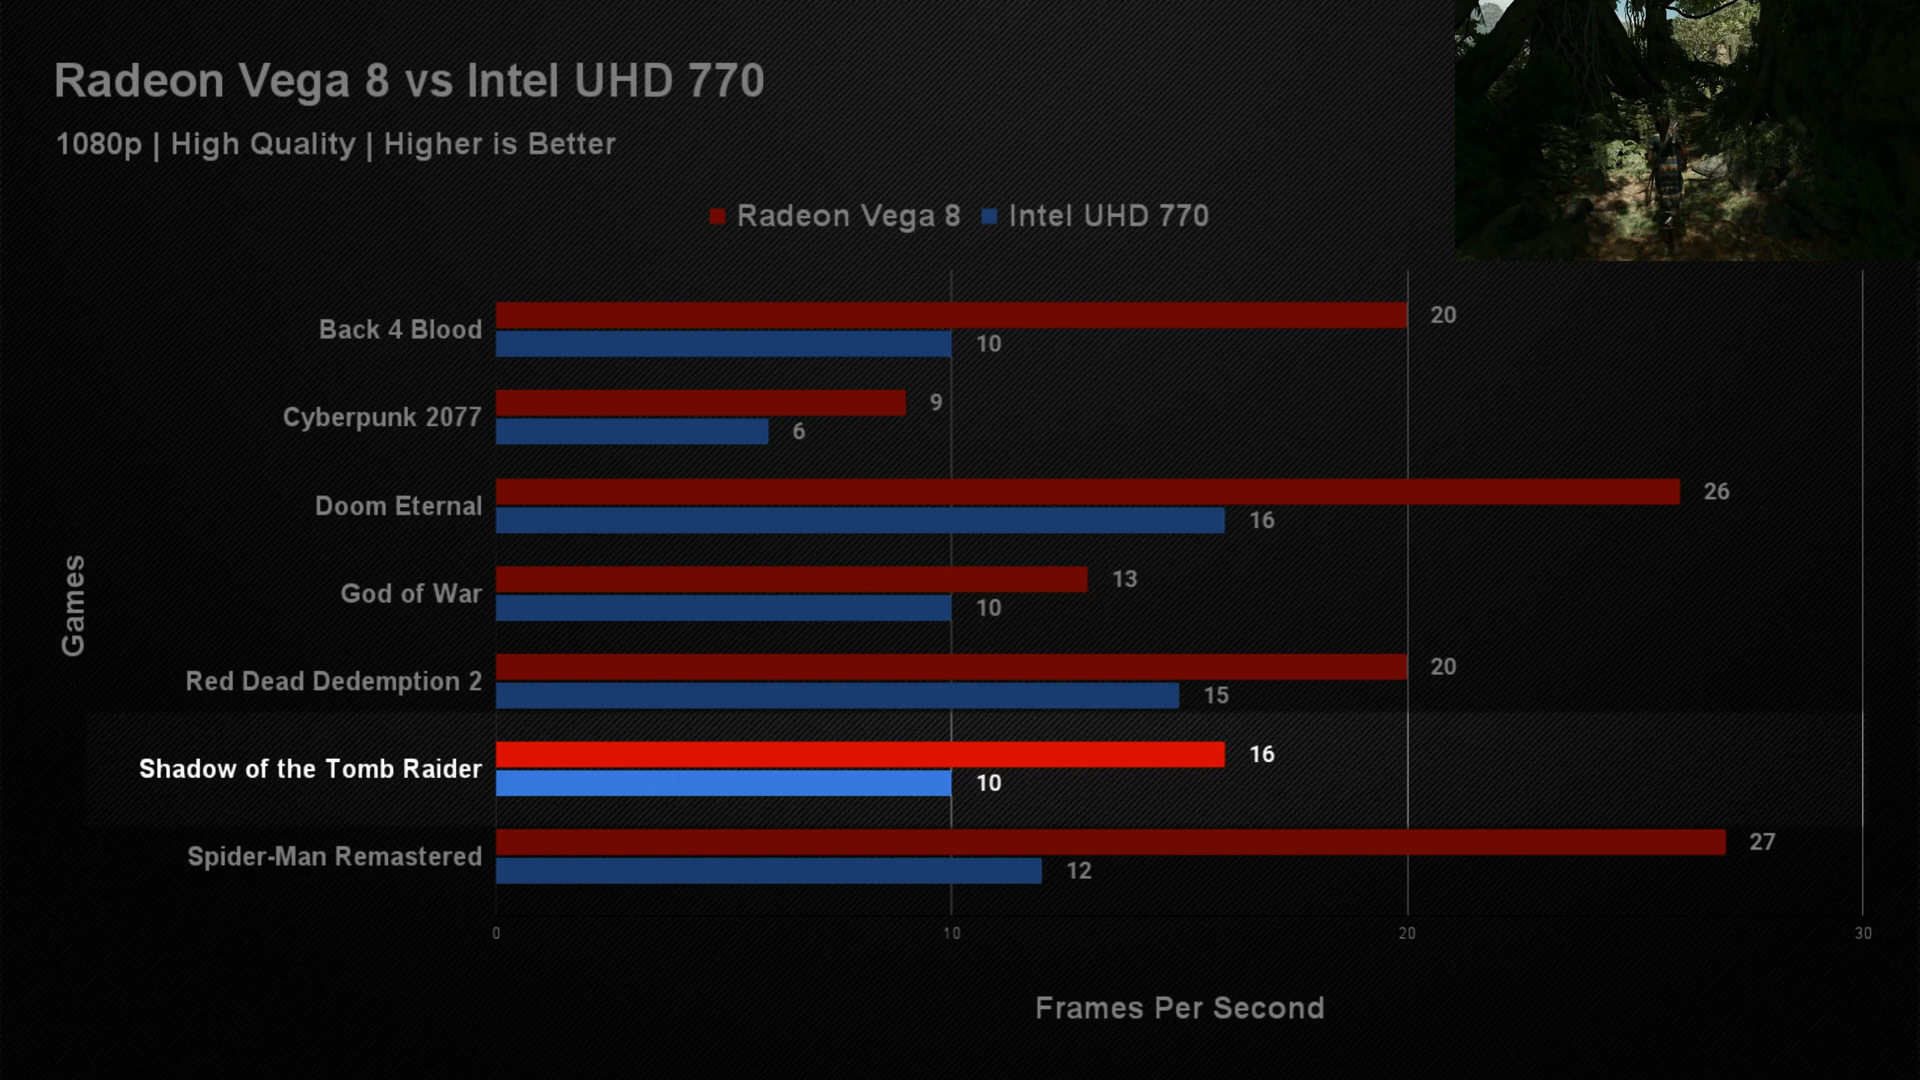 Radeon Vega 8 vs Intel UHD 770
1080p | High Quality | Higher is Better
Radeon Vega 8 Intel UHD 770
Games
Back 4 Blood
20
10
Cyberpunk 2077
9
6
Doom Eternal
26
16
God of War
13
10
Red Dead Dedemption 2
20
15
Shadow of the Tomb Raider
16
10
Spider-Man Remastered
27
12
0 10 20 30
Frames Per Second